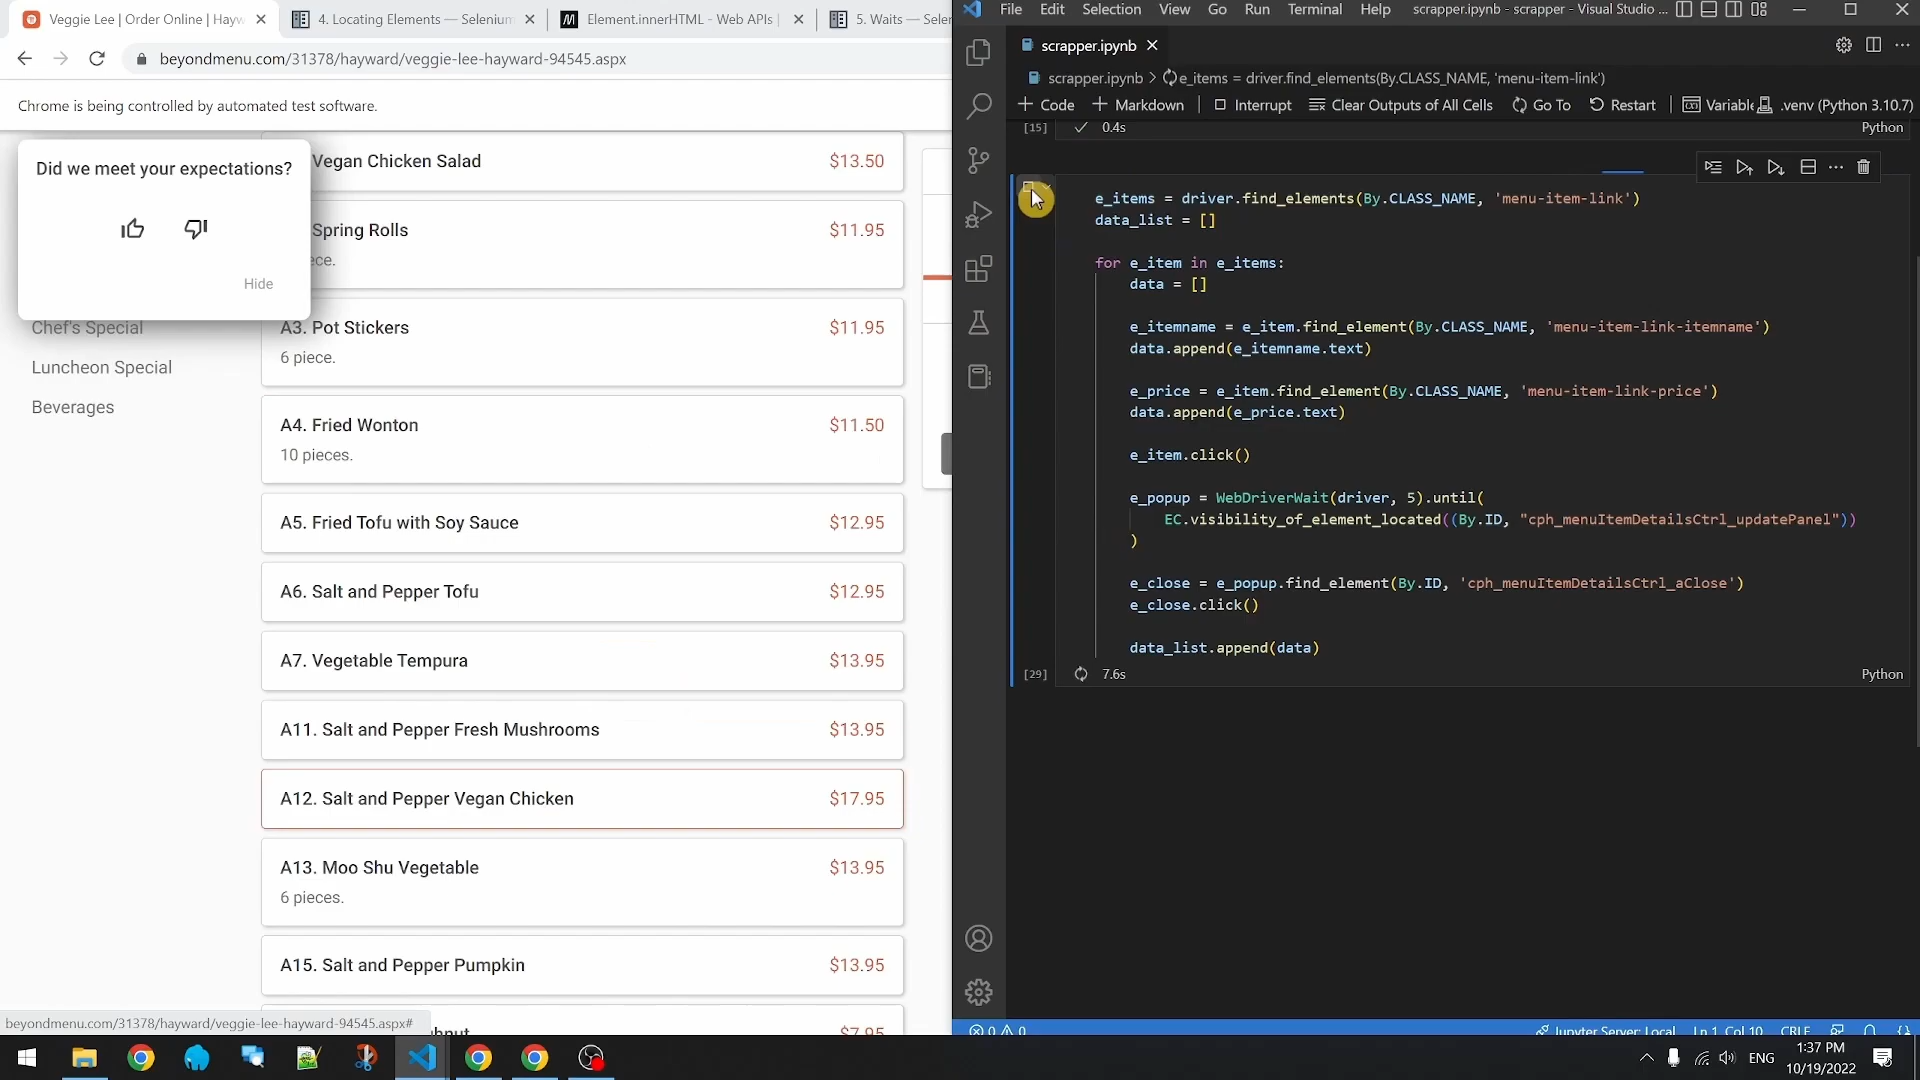 Veggie Lee | Order Online | Hayw
4. Locating Elements — Selenium
Element.innerHTML - Web APIs |
5. Waits — Selen
beyondmenu.com/31378/hayward/veggie-lee-hayward-94545.aspx
Chrome is being controlled by automated test software.
Did we meet your expectations?
Hide
Chef's Special
Luncheon Special
Beverages
Vegan Chicken Salad $13.50
Spring Rolls $11.95
ece.
A3. Pot Stickers $11.95
6 piece.
A4. Fried Wonton $11.50
10 pieces.
A5. Fried Tofu with Soy Sauce $12.95
A6. Salt and Pepper Tofu $12.95
A7. Vegetable Tempura $13.95
A11. Salt and Pepper Fresh Mushrooms $13.95
A12. Salt and Pepper Vegan Chicken $17.95
A13. Moo Shu Vegetable $13.95
6 pieces.
A15. Salt and Pepper Pumpkin $13.95
$7.95
beyondmenu.com/31378/hayward/veggie-lee-hayward-94545.aspx#
File Edit Selection View Go Run Terminal Help scrapper.ipynb - scrapper - Visual Studio ...
scrapper.ipynb
scrapper.ipynb > e_items = driver.find_elements(By.CLASS_NAME, 'menu-item-link')
+ Code + Markdown Interrupt Clear Outputs of All Cells Go To Restart Variable .venv (Python 3.10.7)
[15] 0.4s Python
e_items = driver.find_elements(By.CLASS_NAME, 'menu-item-link')
data_list = []
for e_item in e_items:
data = []
e_itemname = e_item.find_element(By.CLASS_NAME, 'menu-item-link-itemname')
data.append(e_itemname.text)
e_price = e_item.find_element(By.CLASS_NAME, 'menu-item-link-price')
data.append(e_price.text)
e_item.click()
e_popup = WebDriverWait(driver, 5).until(
EC.visibility_of_element_located((By.ID, "cph_menuItemDetailsCtrl_updatePanel"))
)
e_close = e_popup.find_element(By.ID, 'cph_menuItemDetailsCtrl_aClose')
e_close.click()
data_list.append(data)
[29] 7.6s Python
0 0 Jupyter Server: Local Ln 1, Col 10 CRLF
ENG
1:37 PM
10/19/2022